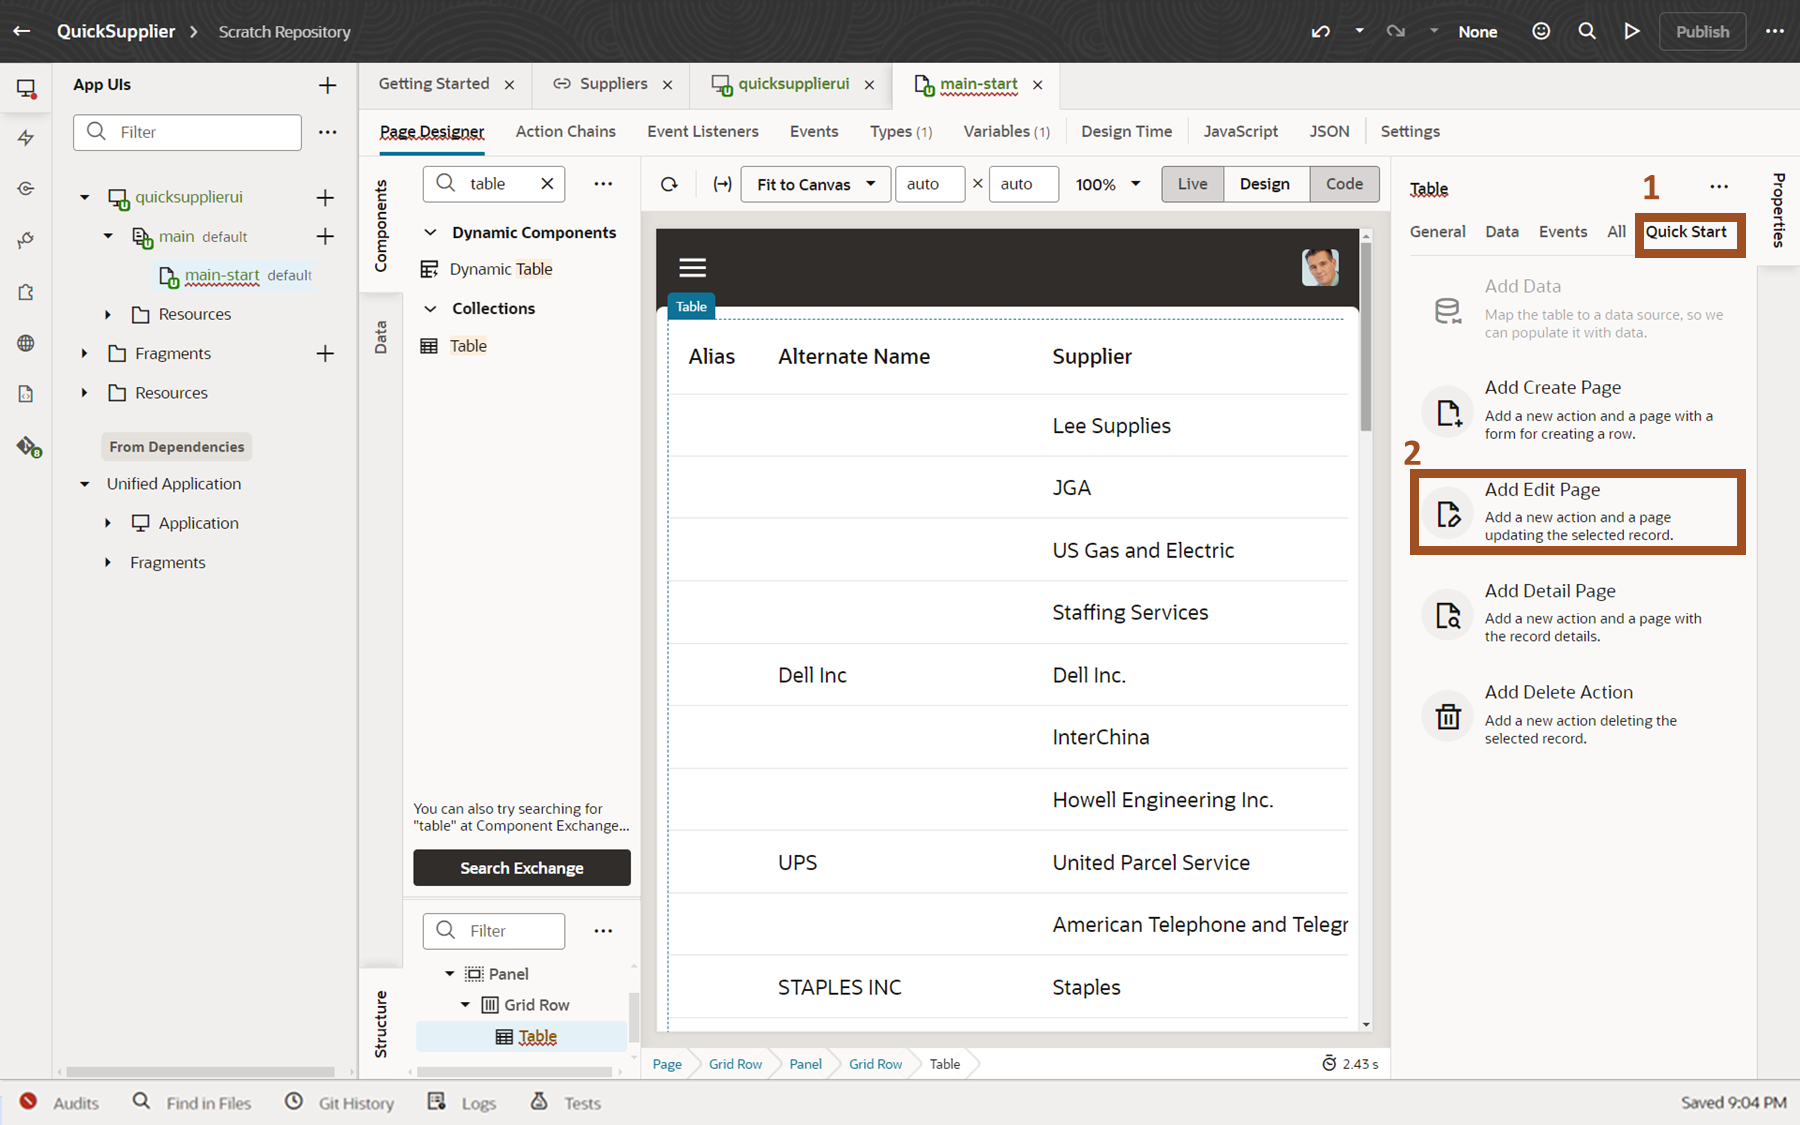 QuickSupplier
Scratch Repository
None
Publish
App UIs
Filter
quicksupplierui
main default
main-start default
Resources
Fragments
Resources
From Dependencies
Unified Application
Application
Fragments
Getting Started
Suppliers
quicksupplierui
main-start
Page Designer
Action Chains
Event Listeners
Events
Types (1)
Variables (1)
Design Time
JavaScript
JSON
Settings
Components
Data
Structure
table
Dynamic Components
Dynamic Table
Collections
Table
You can also try searching for
"table" at Component Exchange...
Search Exchange
Filter
Panel
Grid Row
Table
Fit to Canvas
auto
×
auto
100%
Live
Design
Code
Table
Alias Alternate Name Supplier
Lee Supplies
JGA
US Gas and Electric
Staffing Services
Dell Inc Dell Inc.
InterChina
Howell Engineering Inc.
UPS United Parcel Service
American Telephone and Telegr
STAPLES INC Staples
Page
Grid Row
Panel
Grid Row
Table
2.43 s
Table
1
General
Data
Events
All
Quick Start
Properties
Add Data
Map the table to a data source, so we
can populate it with data.
Add Create Page
Add a new action and a page with a
form for creating a row.
2
Add Edit Page
Add a new action and a page
updating the selected record.
Add Detail Page
Add a new action and a page with
the record details.
Add Delete Action
Add a new action deleting the
selected record.
8
Audits
Find in Files
Git History
Logs
Tests
Saved 9:04 PM